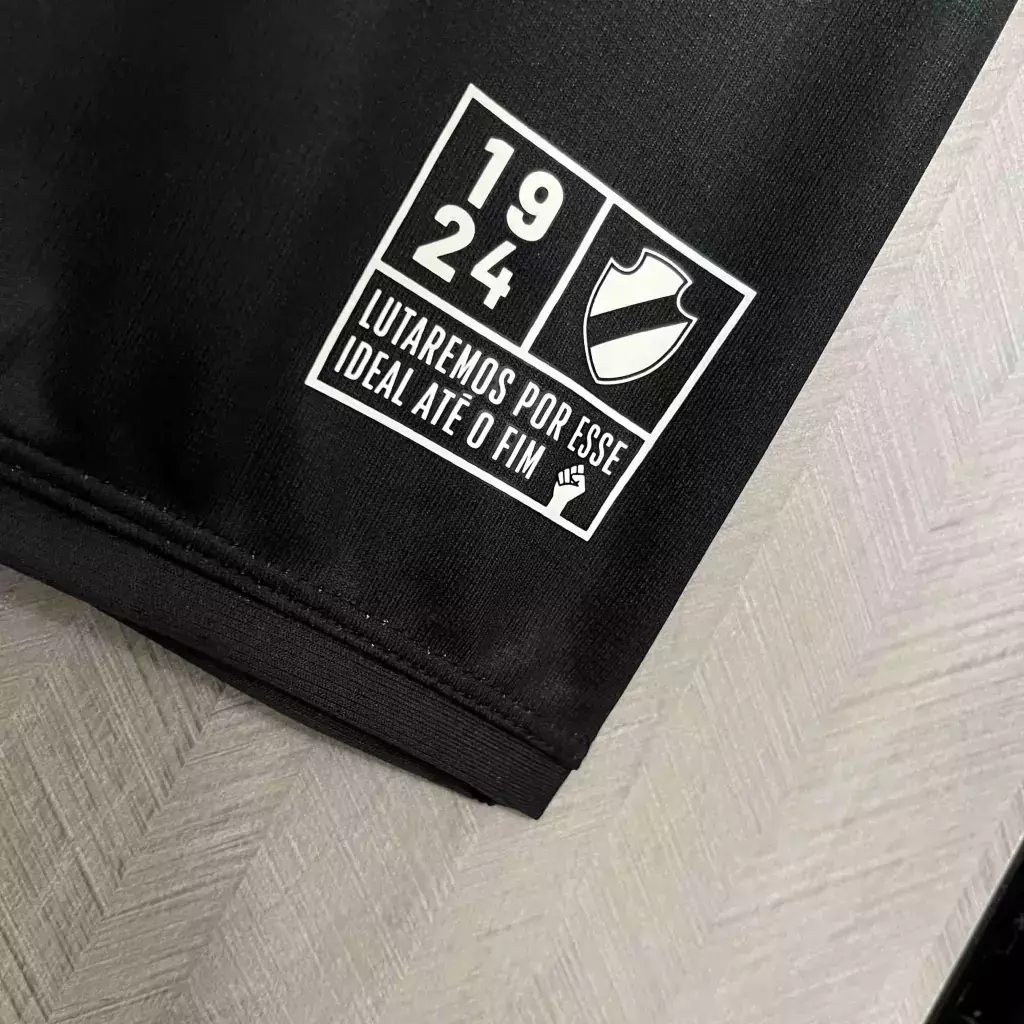 19
24
LUTAREMOS POR ESSE
IDEAL ATÉ O FIM